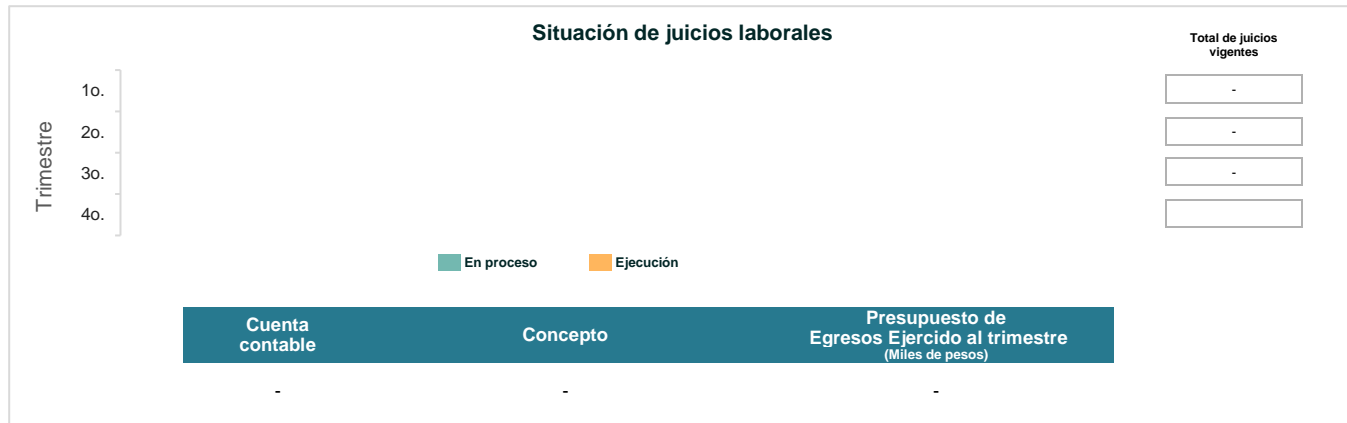 Situación de juicios laborales
Total de juicios
vigentes
Trimestre
1o.
-
2o.
-
3o.
-
4o.
En proceso
Ejecución
Cuenta
contable
Concepto
Presupuesto de
Egresos Ejercido al trimestre
(Miles de pesos)
-
-
-